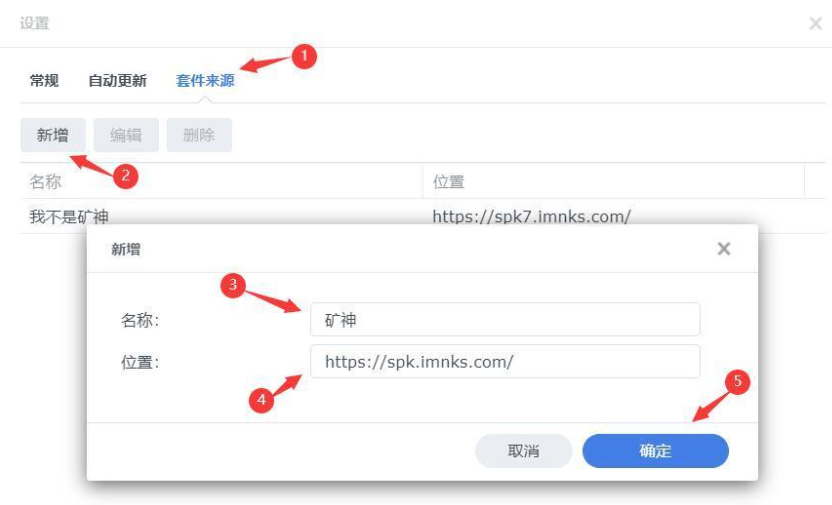 设置
1
常规 自动更新 套件来源
新增 编辑 删除
2
名称 位置
我不是矿神 https://spk7.imnks.com/
新增
3
名称: 矿神
位置: https://spk.imnks.com/
4
5
取消 确定